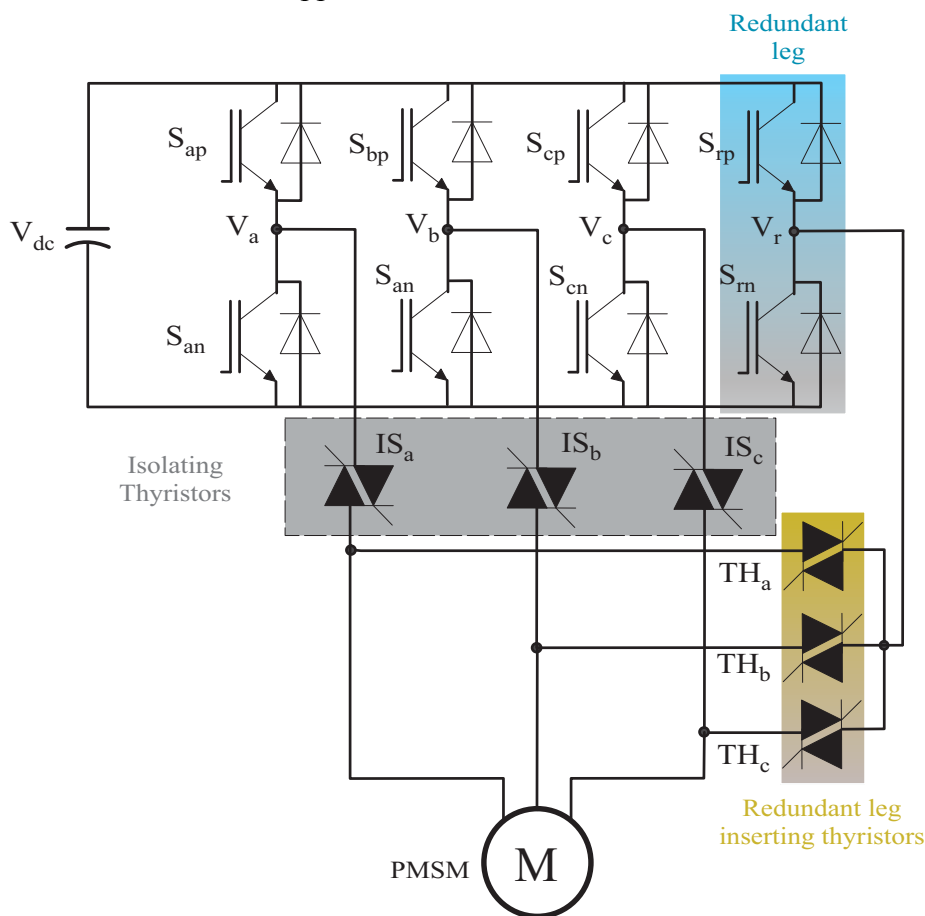 Redundant
leg
S_ap
S_bp
S_cp
S_rp
V_dc
V_a
V_b
V_c
V_r
S_an
S_an
S_cn
S_rn
Isolating
Thyristors
IS_a
IS_b
IS_c
TH_a
TH_b
TH_c
Redundant leg
inserting thyristors
PMSM
M